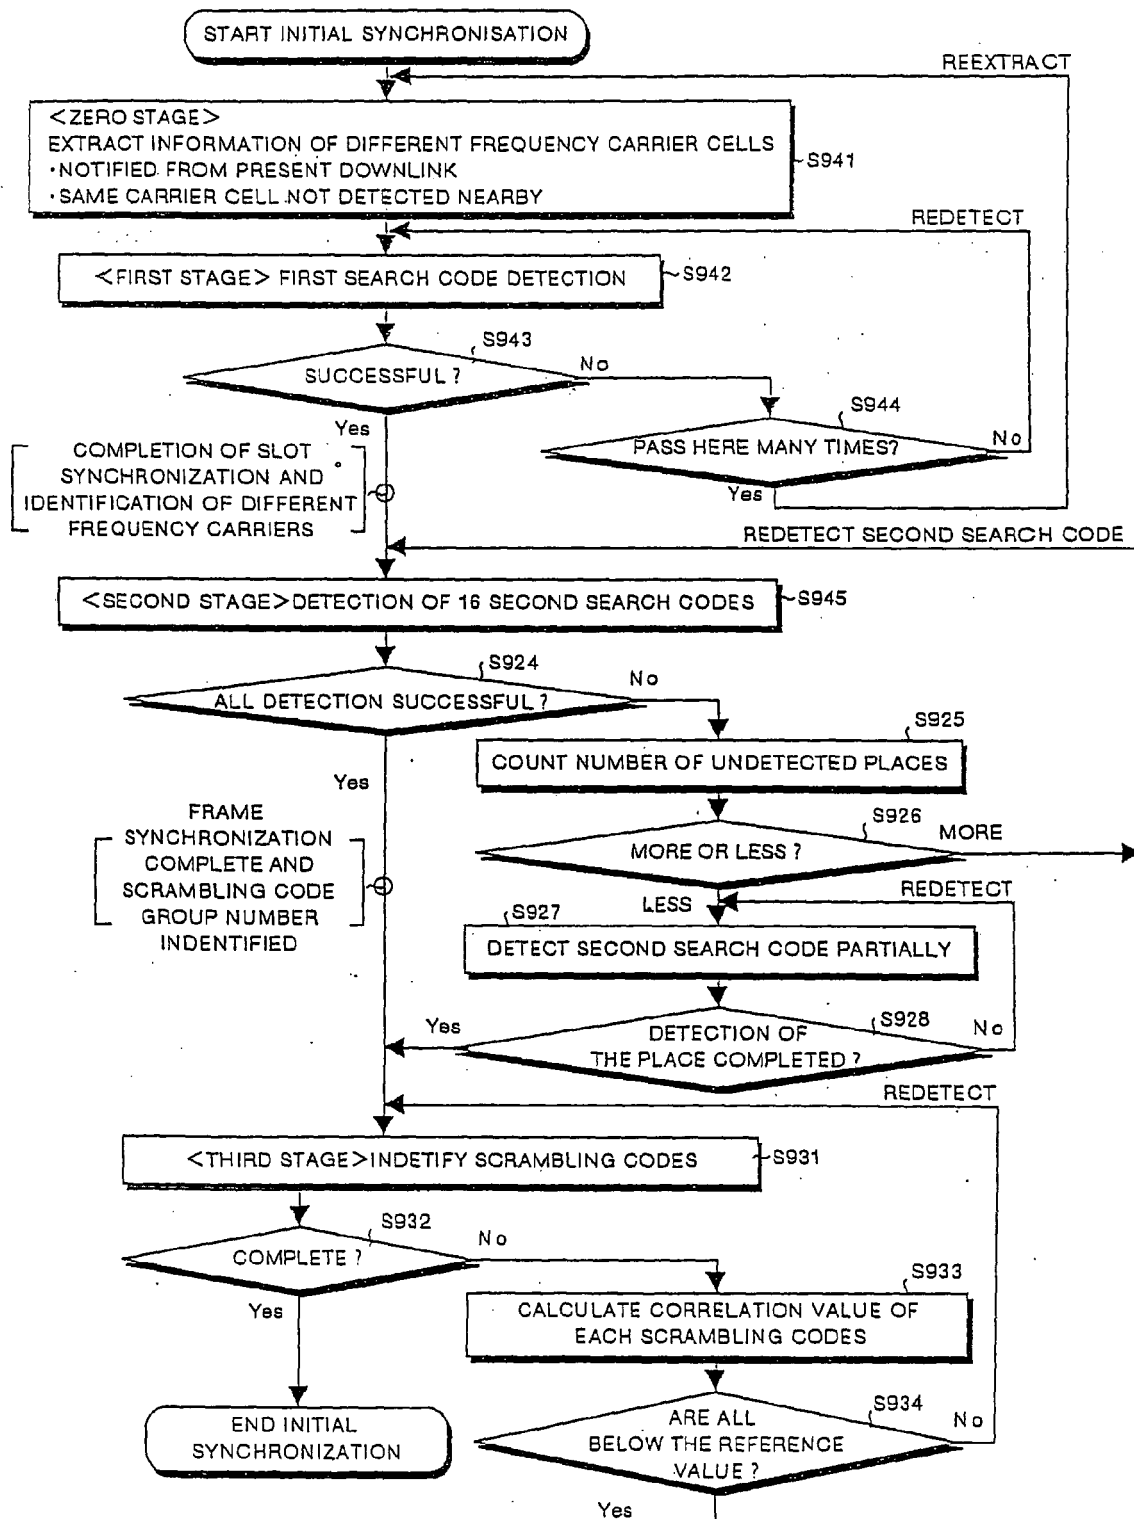 START INITIAL SYNCHRONISATION
REEXTRACT
<ZERO STAGE>
EXTRACT INFORMATION OF DIFFERENT FREQUENCY CARRIER CELLS
•NOTIFIED FROM PRESENT DOWNLINK
•SAME CARRIER CELL NOT DETECTED NEARBY
S941
REDETECT
<FIRST STAGE> FIRST SEARCH CODE DETECTION
S942
S943
SUCCESSFUL ?
No
Yes
S944
PASS HERE MANY TIMES?
No
Yes
COMPLETION OF SLOT
SYNCHRONIZATION AND
IDENTIFICATION OF DIFFERENT
FREQUENCY CARRIERS
REDETECT SECOND SEARCH CODE
<SECOND STAGE>DETECTION OF 16 SECOND SEARCH CODES
S945
S924
ALL DETECTION SUCCESSFUL ?
No
Yes
S925
COUNT NUMBER OF UNDETECTED PLACES
FRAME
SYNCHRONIZATION
COMPLETE AND
SCRAMBLING CODE
GROUP NUMBER
INDENTIFIED
S926
MORE OR LESS ?
MORE
LESS
REDETECT
S927
DETECT SECOND SEARCH CODE PARTIALLY
S928
DETECTION OF
THE PLACE COMPLETED ?
Yes
No
REDETECT
<THIRD STAGE>INDETIFY SCRAMBLING CODES
S931
S932
COMPLETE ?
No
Yes
S933
CALCULATE CORRELATION VALUE OF
EACH SCRAMBLING CODES
S934
ARE ALL
BELOW THE REFERENCE
VALUE ?
No
Yes
END INITIAL
SYNCHRONIZATION